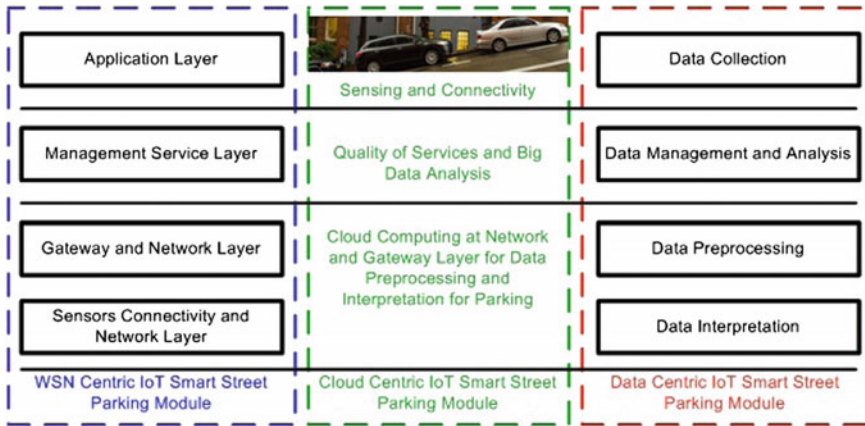 Application Layer
Sensing and Connectivity
Data Collection
Management Service Layer
Quality of Services and Big
Data Analysis
Data Management and Analysis
Gateway and Network Layer
Cloud Computing at Network
and Gateway Layer for Data
Preprocessing and
Interpretation for Parking
Data Preprocessing
Sensors Connectivity and
Network Layer
Data Interpretation
WSN Centric IoT Smart Street
Parking Module
Cloud Centric IoT Smart Street
Parking Module
Data Centric IoT Smart Street
Parking Module